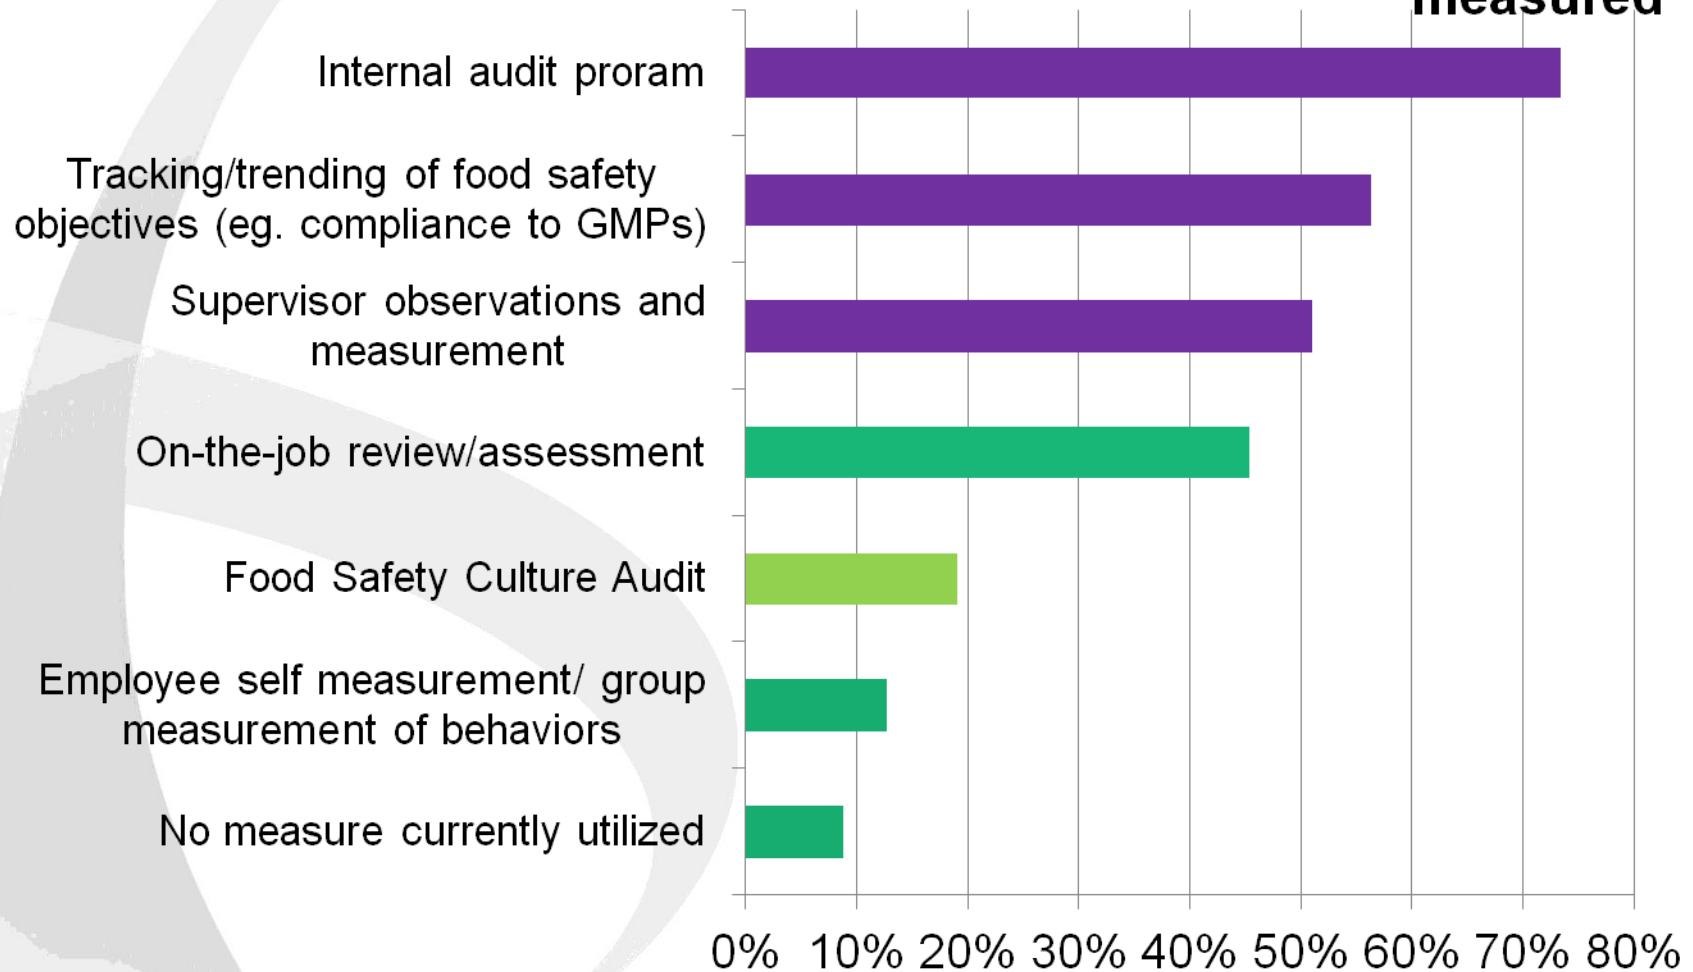 measured
Internal audit proram
Tracking/trending of food safety
objectives (eg. compliance to GMPs)
Supervisor observations and
measurement
On-the-job review/assessment
Food Safety Culture Audit
Employee self measurement/ group
measurement of behaviors
No measure currently utilized
0% 10% 20% 30% 40% 50% 60% 70% 80%